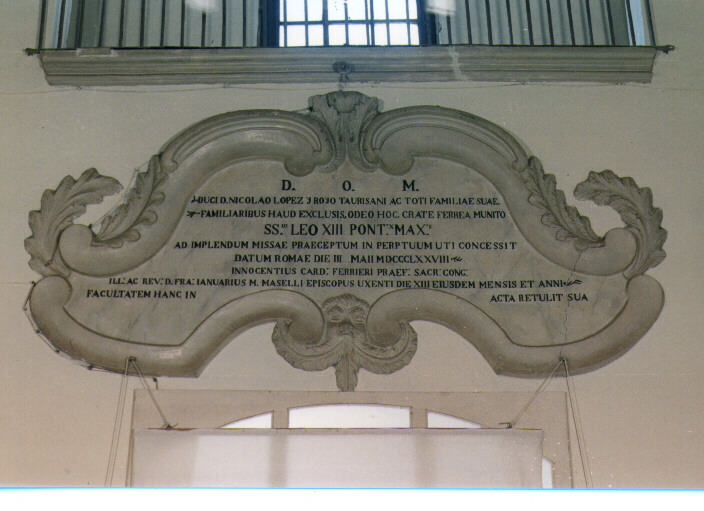 D. O. M.
DUCI D. NICOLAO LOPEZ J ROJO TAURISANI AC TOTI FAMILIAE SUAE.
FAMILIARIBUS HAUD EXCLUSIS, ODEO HOC, CRATE FERREA MUNITO
SS.US LEO XIII PONT.EX MAX.S
AD IMPLENDUM MISSAE PRAECEPTUM IN PERPTUUM UTI CONCESSIT
DATUM ROMAE DIE III MAII MDCCCLXXVIII
INNOCENTIUS CARD. FERRIERI PRAEF. SACR. CONG.
ILL. AC REV. D. FRA. IANUARIUS M. MASELLI EPISCOPUS UXENTI DIE XIII EIUSDEM MENSIS ET ANNI
FACULTATEM HANC IN ACTA RETULIT SUA